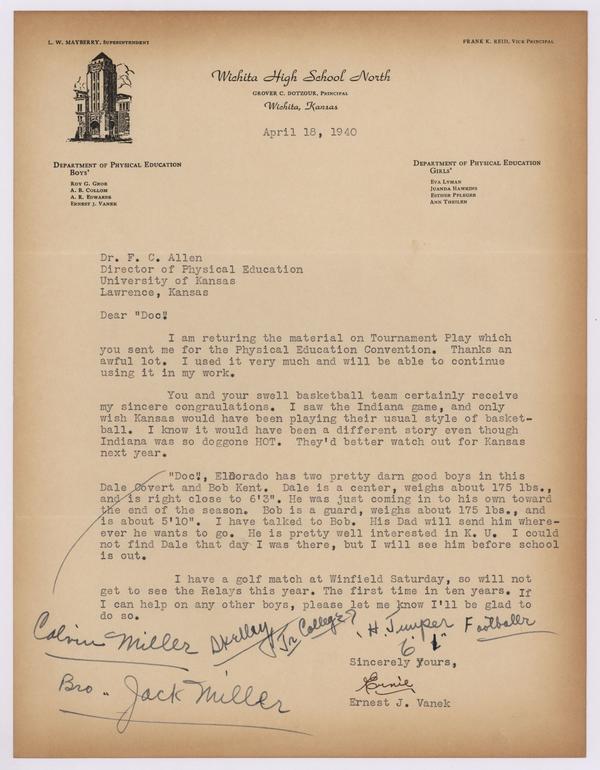 L. W. MAYBERRY, SUPERINTENDENT
FRANK K. REID, VICE PRINCIPAL
Wichita High School North
GROVER C. DOTZOUR, PRINCIPAL
Wichita, Kansas
April 18, 1940
DEPARTMENT OF PHYSICAL EDUCATION
BOYS'
ROY G. GROB
A. B. COLLOM
A. E. EDWARDS
ERNEST J. VANEK
DEPARTMENT OF PHYSICAL EDUCATION
GIRLS'
EVA LYMAN
JUANDA HAWKINS
ESTHER PFLEGER
ANN THEILEN
Dr. F. C. Allen
Director of Physical Education
University of Kansas
Lawrence, Kansas
Dear "Doc"
I am returing the material on Tournament Play which
you sent me for the Physical Education Convention. Thanks an
awful lot. I used it very much and will be able to continue
using it in my work.
You and your swell basketball team certainly receive
my sincere congraulations. I saw the Indiana game, and only
wish Kansas would have been playing their usual style of basket-
ball. I know it would have been a different story even though
Indiana was so doggone HOT. They'd better watch out for Kansas
next year.
"Doc", ElDorado has two pretty darn good boys in this
Dale Covert and Bob Kent. Dale is a center, weighs about 175 lbs.,
and is right close to 6'3". He was just coming in to his own toward
the end of the season. Bob is a guard, weighs about 175 lbs., and
is about 5'10". I have talked to Bob. His Dad will send him where-
ever he wants to go. He is pretty well interested in K. U. I could
not find Dale that day I was there, but I will see him before school
is out.
I have a golf match at Winfield Saturday, so will not
get to see the Relays this year. The first time in ten years. If
I can help on any other boys, please let me know I'll be glad to
do so.
Calvin Miller Jr College? H. Jumper Footballer
6' 1"
Sincerely yours,
Bro - Jack Miller
Ernie
Ernest J. Vanek